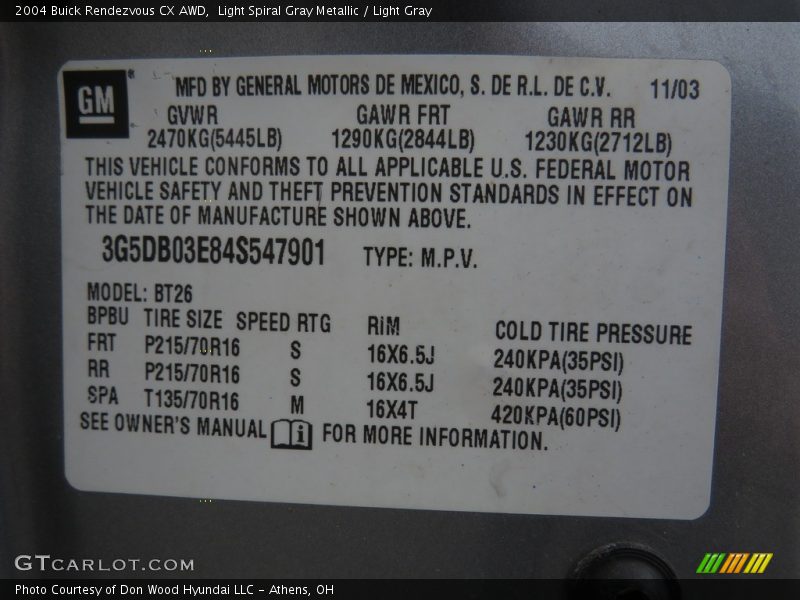 2004 Buick Rendezvous CX AWD,  Light Spiral Gray Metallic / Light Gray
GM
MFD BY GENERAL MOTORS DE MEXICO, S. DE R.L. DE C.V. 11/03
GVWR GAWR FRT GAWR RR
2470KG(5445LB) 1290KG(2844LB) 1230KG(2712LB)
THIS VEHICLE CONFORMS TO ALL APPLICABLE U.S. FEDERAL MOTOR
VEHICLE SAFETY AND THEFT PREVENTION STANDARDS IN EFFECT ON
THE DATE OF MANUFACTURE SHOWN ABOVE.
3G5DB03E84S547901 TYPE: M.P.V.
MODEL: BT26
BPBU TIRE SIZE SPEED RTG RIM COLD TIRE PRESSURE
FRT P215/70R16 S 16X6.5J 240KPA(35PSI)
RR P215/70R16 S 16X6.5J 240KPA(35PSI)
SPA T135/70R16 M 16X4T 420KPA(60PSI)
SEE OWNER'S MANUAL i FOR MORE INFORMATION.
GTCARLOT.COM
Photo Courtesy of Don Wood Hyundai LLC - Athens, OH